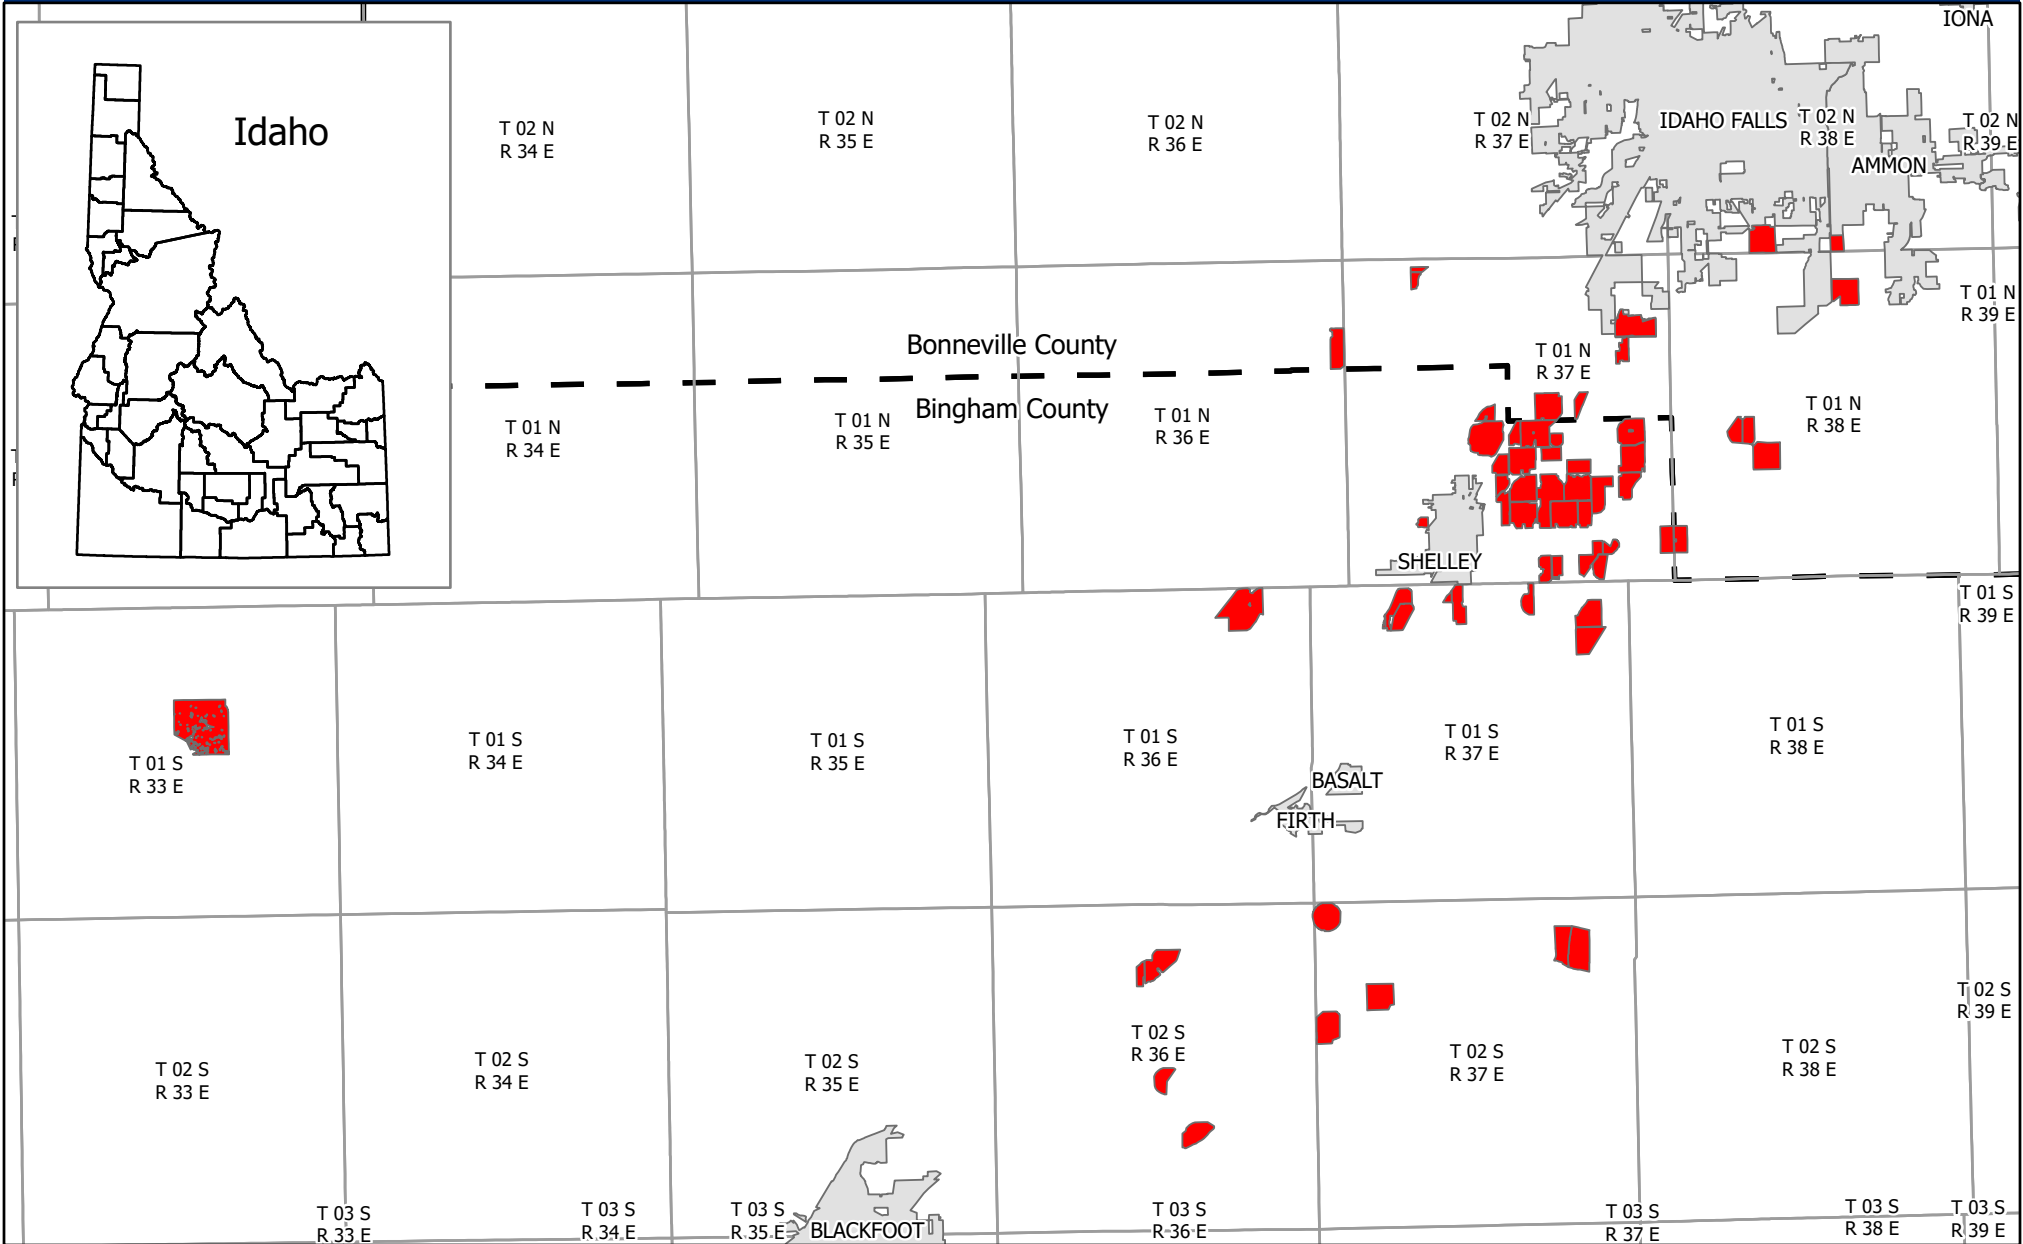 IONA
Idaho
T 02 N
R 34 E
T 02 N
R 35 E
T 02 N
R 36 E
T 02 N
R 37 E
IDAHO FALLS
T 02 N
R 38 E
T 02 N
R 39 E
AMMON
Bonneville County
Bingham County
T 01 N
R 34 E
T 01 N
R 35 E
T 01 N
R 36 E
T 01 N
R 37 E
T 01 N
R 38 E
T 01 N
R 39 E
SHELLEY
T 01 S
R 33 E
T 01 S
R 34 E
T 01 S
R 35 E
T 01 S
R 36 E
T 01 S
R 37 E
T 01 S
R 38 E
T 01 S
R 39 E
BASALT
FIRTH
T 02 S
R 33 E
T 02 S
R 34 E
T 02 S
R 35 E
T 02 S
R 36 E
T 02 S
R 37 E
T 02 S
R 38 E
T 02 S
R 39 E
T 03 S
R 33 E
T 03 S
R 34 E
T 03 S
R 35 E
BLACKFOOT
T 03 S
R 36 E
T 03 S
R 37 E
T 03 S
R 38 E
T 03 S
R 39 E